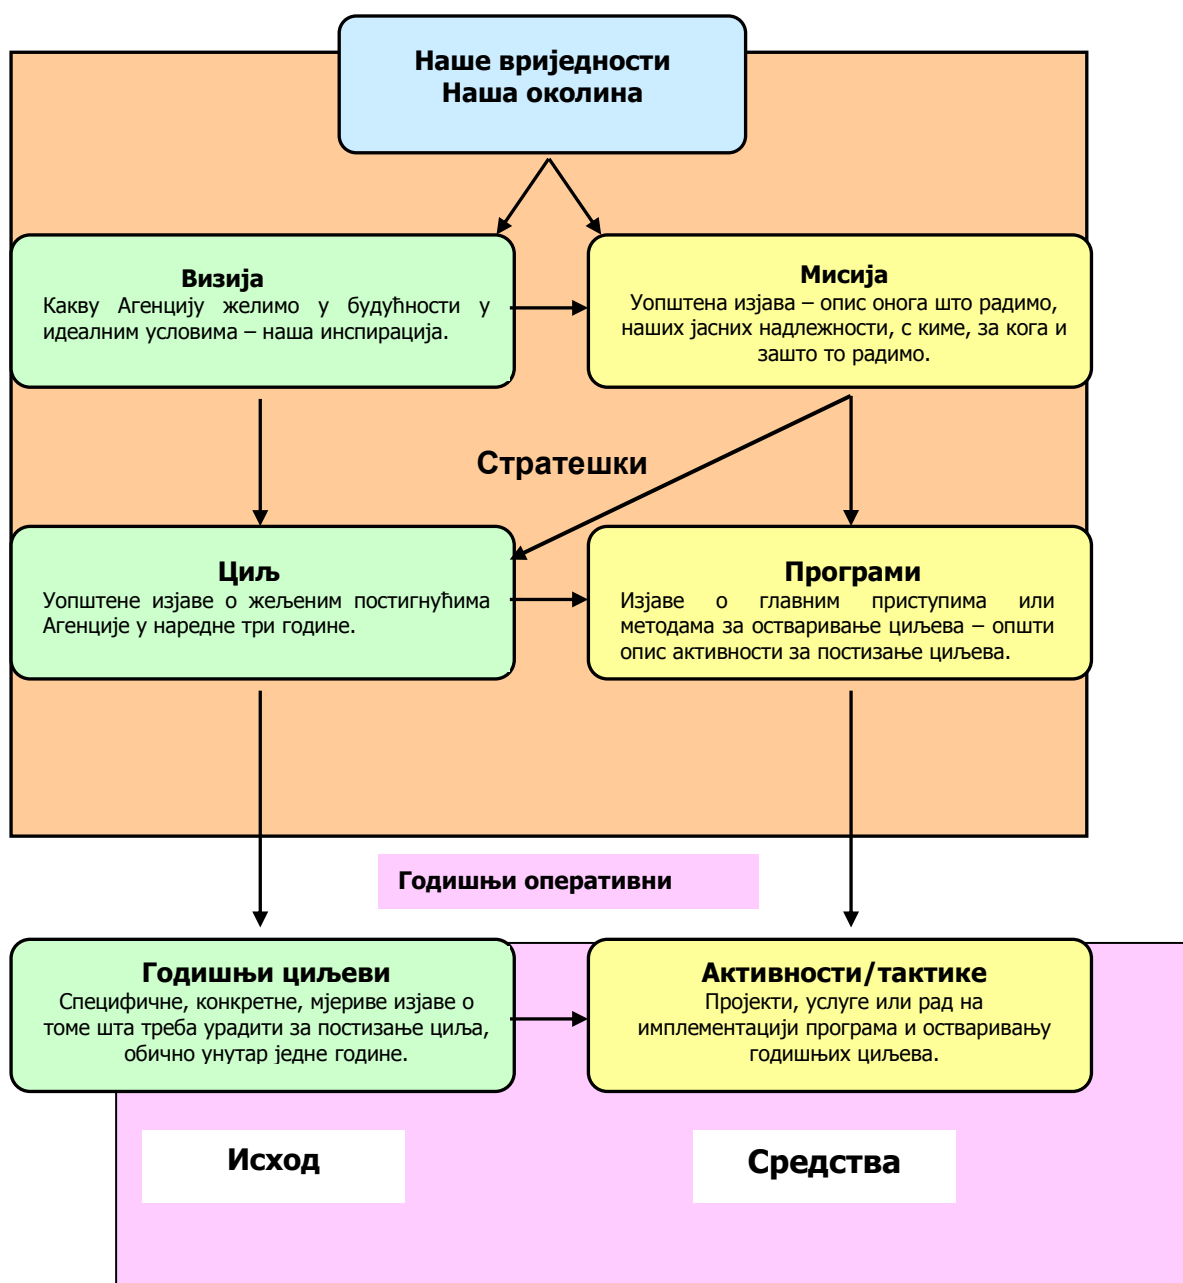 Наше вриједности
Наша околина
Визија
Какву Агенцију желимо у будућности у
идеалним условима – наша инспирација.
Мисија
Уопштена изјава – опис онога што радимо,
наших јасних надлежности, с киме, за кога и
зашто то радимо.
Стратешки
Циљ
Уопштене изјаве о жељеним постигнућима
Агенције у наредне три године.
Програми
Изјаве о главним приступима или
методама за остваривање циљева – општи
опис активности за постизање циљева.
Годишњи оперативни
Годишњи циљеви
Специфичне, конкретне, мјериве изјаве о
томе шта треба урадити за постизање циља,
обично унутар једне године.
Активности/тактике
Пројекти, услуге или рад на
имплементацији програма и остваривању
годишњих циљева.
Исход
Средства